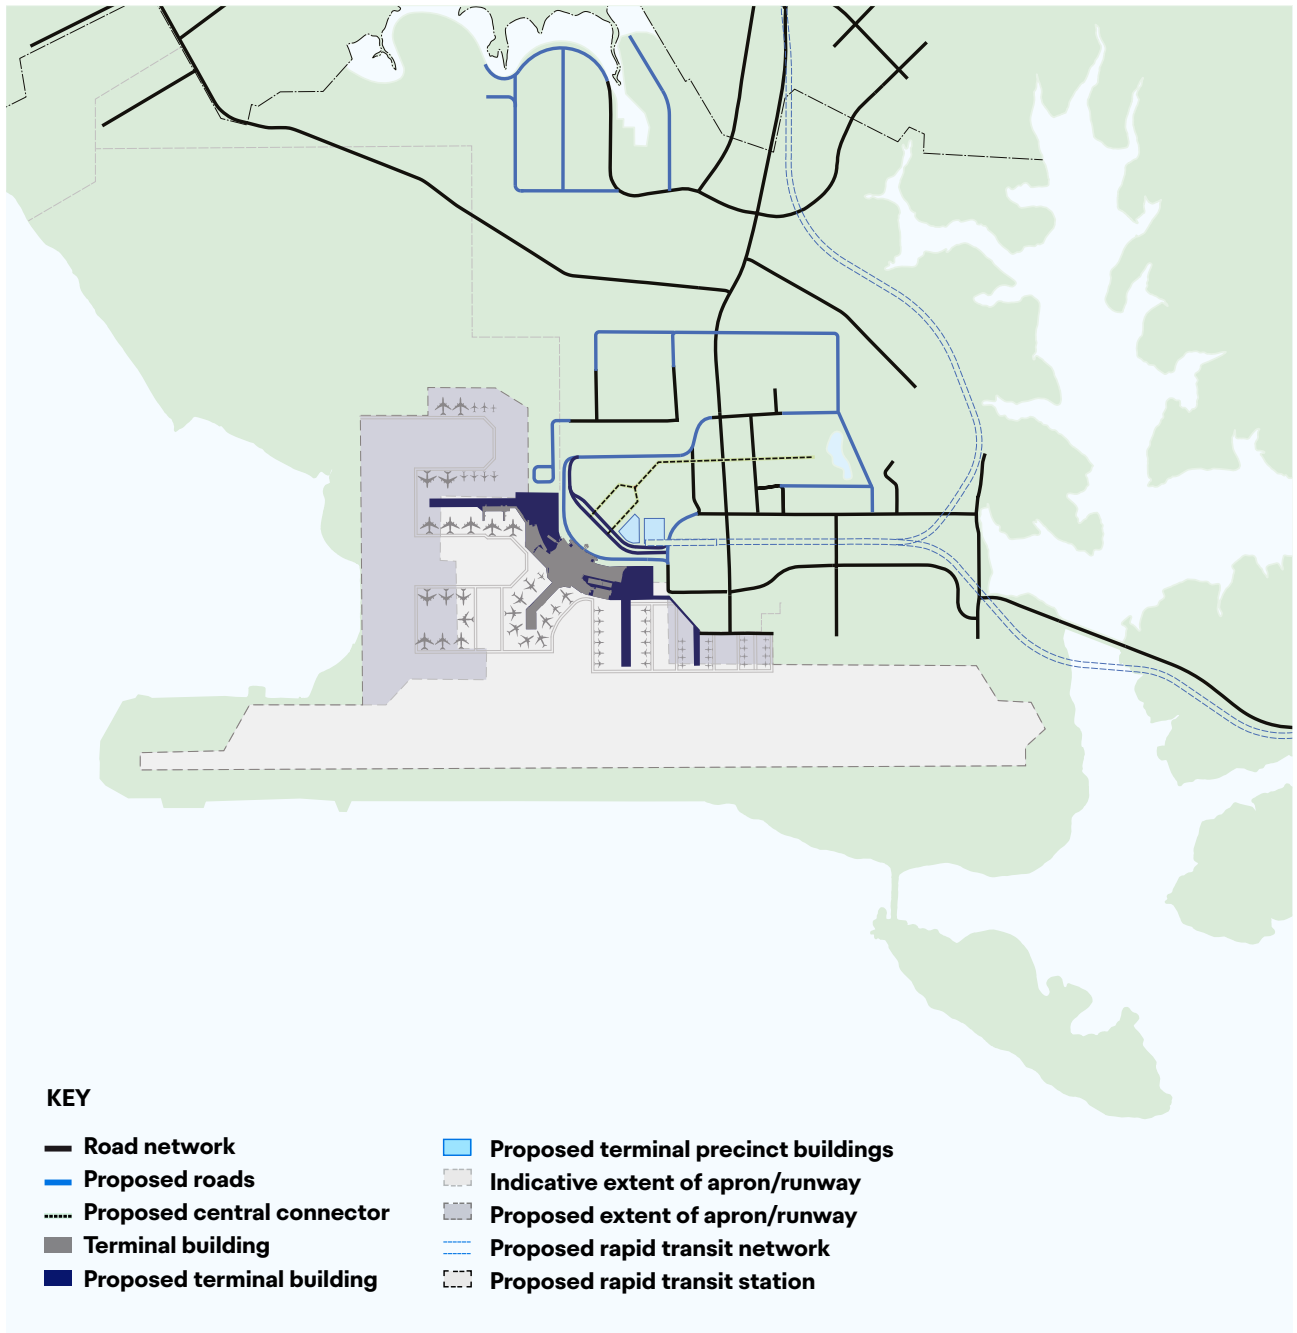 KEY
Road network
Proposed roads
Proposed central connector
Terminal building
Proposed terminal building
Proposed terminal precinct buildings
Indicative extent of apron/runway
Proposed extent of apron/runway
Proposed rapid transit network
Proposed rapid transit station